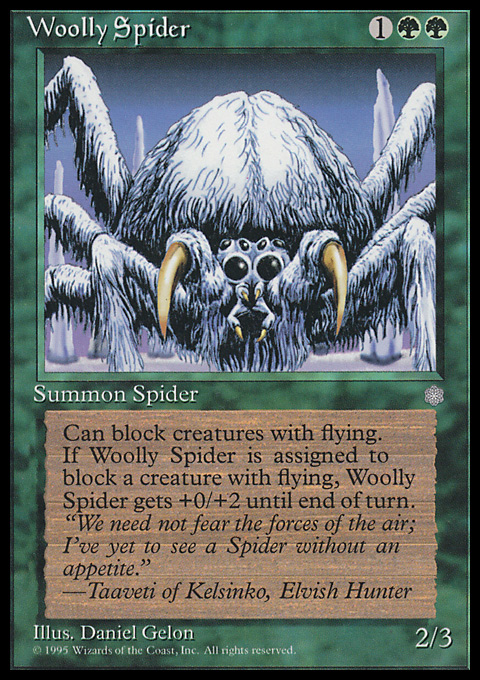 Woolly Spider 1
Summon Spider
Can block creatures with flying.
If Woolly Spider is assigned to
block a creature with flying, Woolly
Spider gets +0/+2 until end of turn.
“We need not fear the forces of the air;
I’ve yet to see a Spider without an
appetite.”
—Taaveti of Kelsinko, Elvish Hunter
Illus. Daniel Gelon
2/3
© 1995 Wizards of the Coast, Inc. All rights reserved.